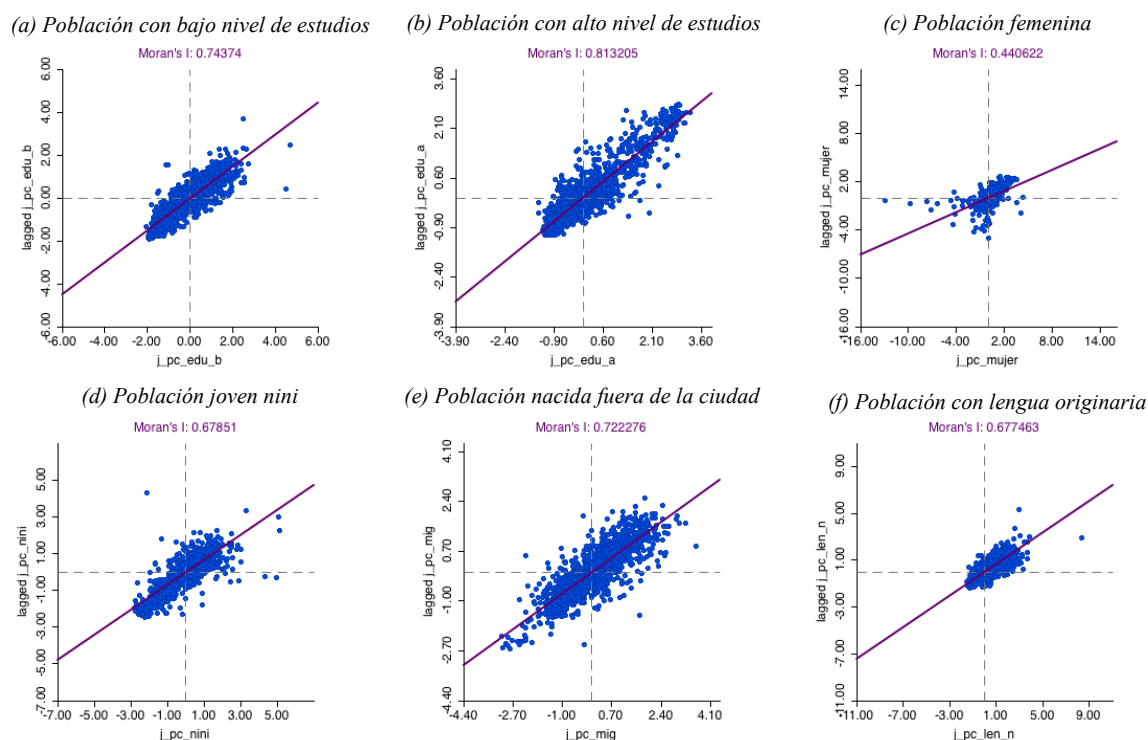 (a) Población con bajo nivel de estudios
Moran's I: 0.74374
6.00
4.00
2.00
0.00
-2.00
-4.00
-6.00
lagged j_pc_edu_b
-6.00 -4.00 -2.00 0.00 2.00 4.00 6.00
j_pc_edu_b
(b) Población con alto nivel de estudios
Moran's I: 0.813205
3.60
2.10
0.60
-0.90
-2.40
-3.90
lagged j_pc_edu_a
-3.90 -2.40 -0.90 0.60 2.10 3.60
j_pc_edu_a
(c) Población femenina
Moran's I: 0.440622
14.00
8.00
2.00
-4.00
-10.00
-16.00
lagged j_pc_mujer
-16.00 -10.00 -4.00 2.00 8.00 14.00
j_pc_mujer
(d) Población joven nini
Moran's I: 0.67851
5.00
3.00
1.00
-1.00
-3.00
-5.00
-7.00
lagged j_pc_nini
-7.00 -5.00 -3.00 -1.00 1.00 3.00 5.00
j_pc_nini
(e) Población nacida fuera de la ciudad
Moran's I: 0.722276
4.10
2.40
0.70
-1.00
-2.70
-4.40
lagged j_pc_mig
-4.40 -2.70 -1.00 0.70 2.40 4.10
j_pc_mig
(f) Población con lengua originaria
Moran's I: 0.677463
9.00
5.00
1.00
-3.00
-7.00
-11.00
lagged j_pc_len_n
-11.00 -7.00 -3.00 1.00 5.00 9.00
j_pc_len_n